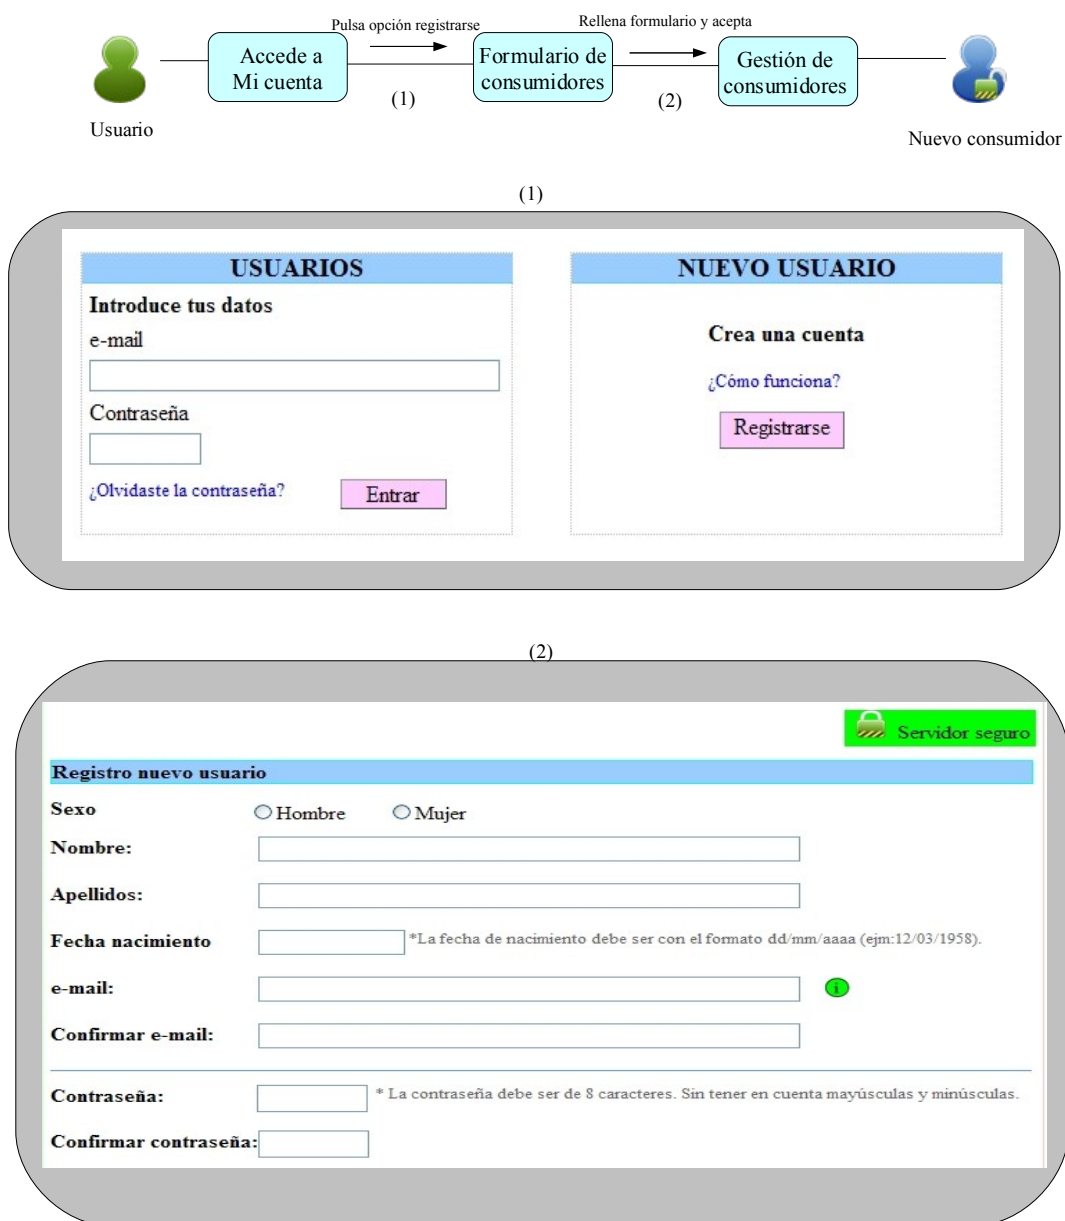 Pulsa opción registrarse
Rellena formulario y acepta
Accede a
Mi cuenta
Formulario de
consumidores
Gestión de
consumidores
(1)
(2)
Usuario
Nuevo consumidor
(1)
USUARIOS
Introduce tus datos
e-mail
Contraseña
¿Olvidaste la contraseña?
Entrar
NUEVO USUARIO
Crea una cuenta
¿Cómo funciona?
Registrarse
(2)
Servidor seguro
Registro nuevo usuario
Sexo Hombre Mujer
Nombre:
Apellidos:
Fecha nacimiento *La fecha de nacimiento debe ser con el formato dd/mm/aaaa (ejm:12/03/1958).
e-mail: i
Confirmar e-mail:
Contraseña: * La contraseña debe ser de 8 caracteres. Sin tener en cuenta mayúsculas y minúsculas.
Confirmar contraseña: